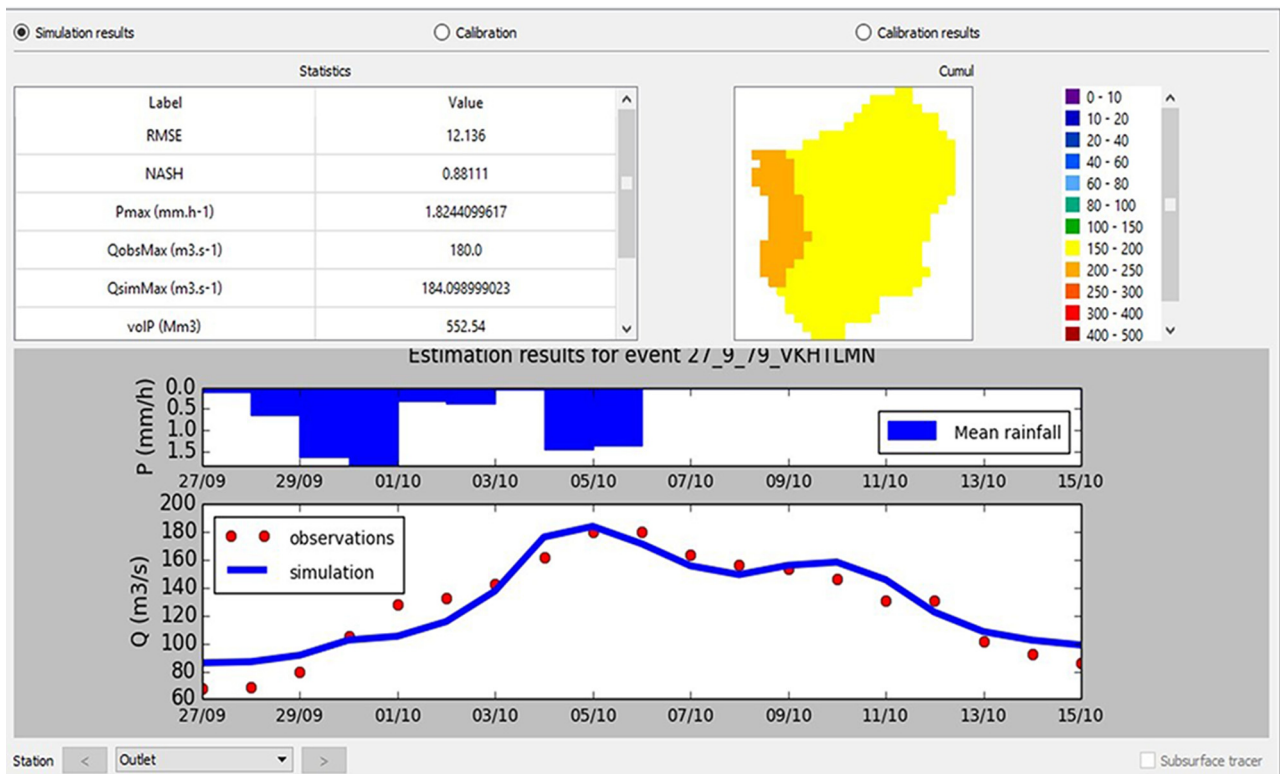 Simulation results Calibration Calibration results
Statistics Cumul
Label Value
RMSE 12.136
NASH 0.88111
Pmax (mm.h-1) 1.8244099617
QobsMax (m3.s-1) 180.0
QsimMax (m3.s-1) 184.098999023
volP (Mm3) 552.54
0 - 10
10 - 20
20 - 40
40 - 60
60 - 80
80 - 100
100 - 150
150 - 200
200 - 250
250 - 300
300 - 400
400 - 500
Estimation results for event 27_9_79_VKHTLMN
P (mm/h)
0.0
0.5
1.0
1.5
Mean rainfall
27/09 29/09 01/10 03/10 05/10 07/10 09/10 11/10 13/10 15/10
Q (m3/s)
200
180
160
140
120
100
80
60
observations
simulation
27/09 29/09 01/10 03/10 05/10 07/10 09/10 11/10 13/10 15/10
Station < Outlet > Subsurface tracer